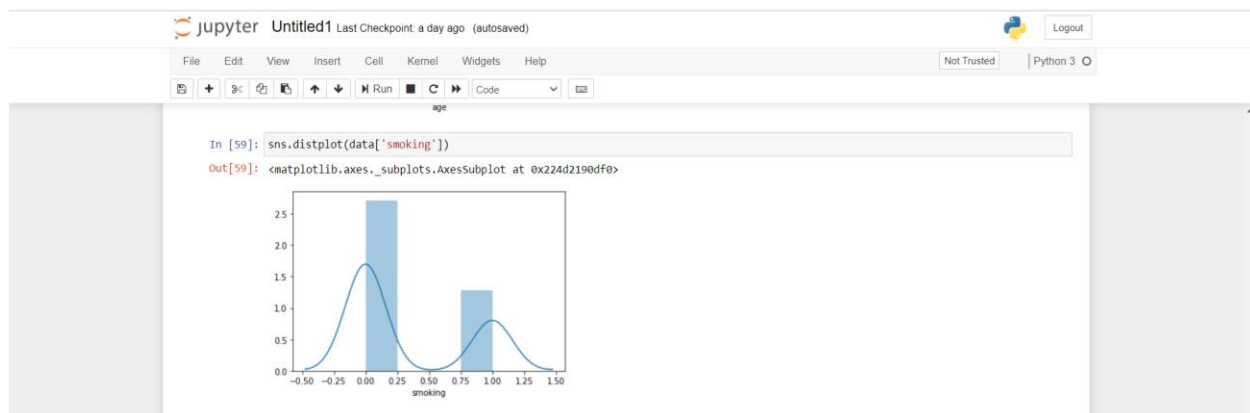 jupyter Untitled1 Last Checkpoint: a day ago (autosaved)
Logout
File Edit View Insert Cell Kernel Widgets Help
Not Trusted
Python 3
Run
Code
age
In [59]: sns.distplot(data['smoking'])
Out[59]: <matplotlib.axes._subplots.AxesSubplot at 0x224d2190df0>
2.5
2.0
1.5
1.0
0.5
0.0
−0.50 −0.25 0.00 0.25 0.50 0.75 1.00 1.25 1.50
smoking